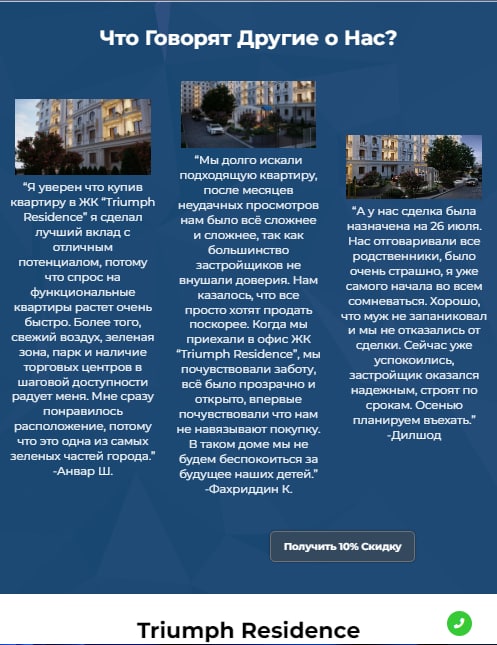 Что Говорят Другие о Нас?
“Я уверен что купив
квартиру в ЖК “Triumph
Residence” я сделал
лучший вклад с
отличным
потенциалом, потому
что спрос на
функциональные
квартиры растет очень
быстро. Более того,
свежий воздух, зеленая
зона, парк и наличие
торговых центров в
шаговой доступности
радует меня. Мне сразу
понравилось
расположение, потому
что это одна из самых
зеленых частей города.”
-Анвар Ш.
“Мы долго искали
подходящую квартиру,
после месяцев
неудачных просмотров
нам было всё сложнее
и сложнее, так как
большинство
застройщиков не
внушали доверия. Нам
казалось, что все
просто хотят продать
поскорее. Когда мы
приехали в офис ЖК
“Triumph Residence”, мы
почувствовали заботу,
всё было прозрачно и
открыто, впервые
почувствовали что нам
не навязывают покупку.
В таком доме мы не
будем беспокоиться за
будущее наших детей.”
-Фахриддин К.
“А у нас сделка была
назначена на 26 июля.
Нас отговаривали все
родственники, было
очень страшно, я уже
самого начала во всем
сомневаться. Хорошо,
что муж не запаниковал
и мы не отказались от
сделки. Сейчас уже
успокоились,
застройщик оказался
надежным, строят по
срокам. Осенью
планируем въехать.”
-Дилшод
Получить 10% Скидку
Triumph Residence